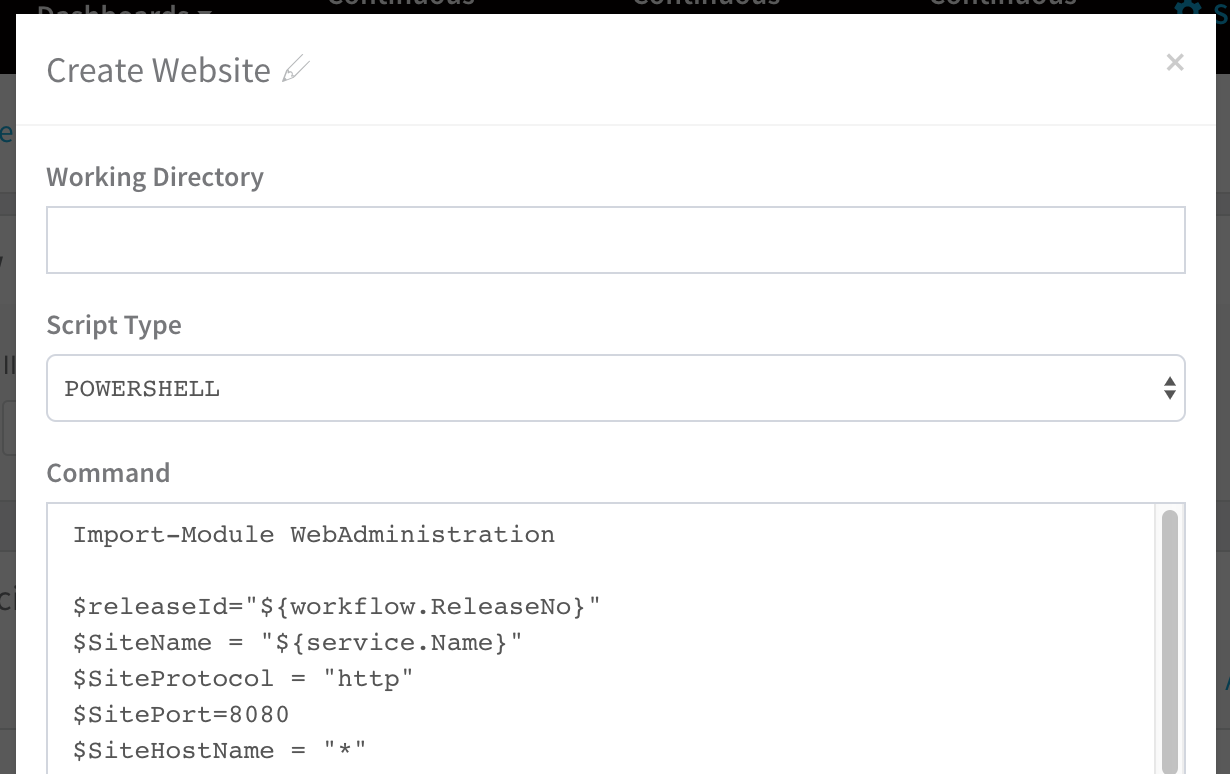 Dashboards
Continuous
Continuous
Continuous
Create Website
×
Working Directory
Script Type
POWERSHELL
Command
Import-Module WebAdministration
$releaseId="${workflow.ReleaseNo}"
$SiteName = "${service.Name}"
$SiteProtocol = "http"
$SitePort=8080
$SiteHostName = "*"